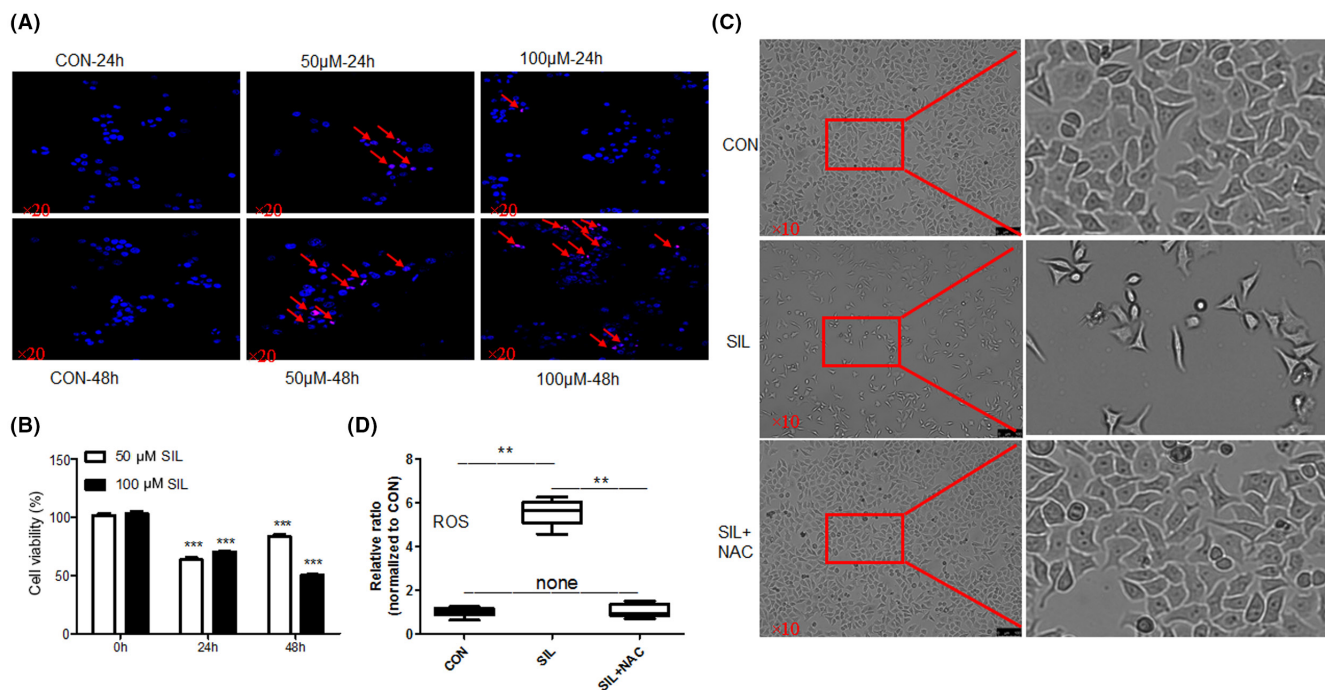 (A)
CON-24h
50μM-24h
100μM-24h
×20
×20
×20
×20
×20
×20
CON-48h
50μM-48h
100μM-48h
(B)
Cell viability (%)
150
100
50
0
50 μM SIL
100 μM SIL
***
***
***
***
0h
24h
48h
(D)
Relative ratio
(normalized to CON)
8
6
4
2
0
ROS
**
**
none
CON
SIL
SIL+NAC
(C)
CON
×10
SIL
×10
SIL+
NAC
×10